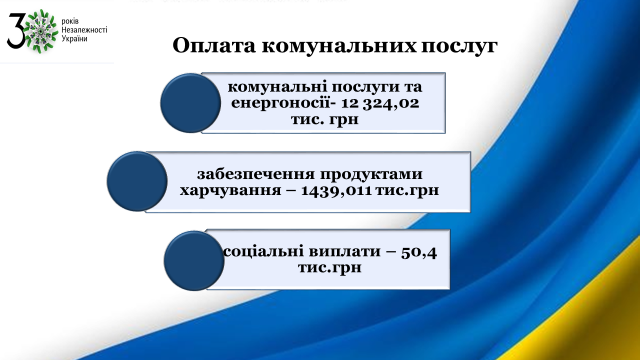 30 років
Незалежності
України
Оплата комунальних послуг
комунальні послуги та
енергоносії- 12 324,02
тис. грн
забезпечення продуктами
харчування – 1439,011 тис.грн
соціальні виплати – 50,4
тис.грн